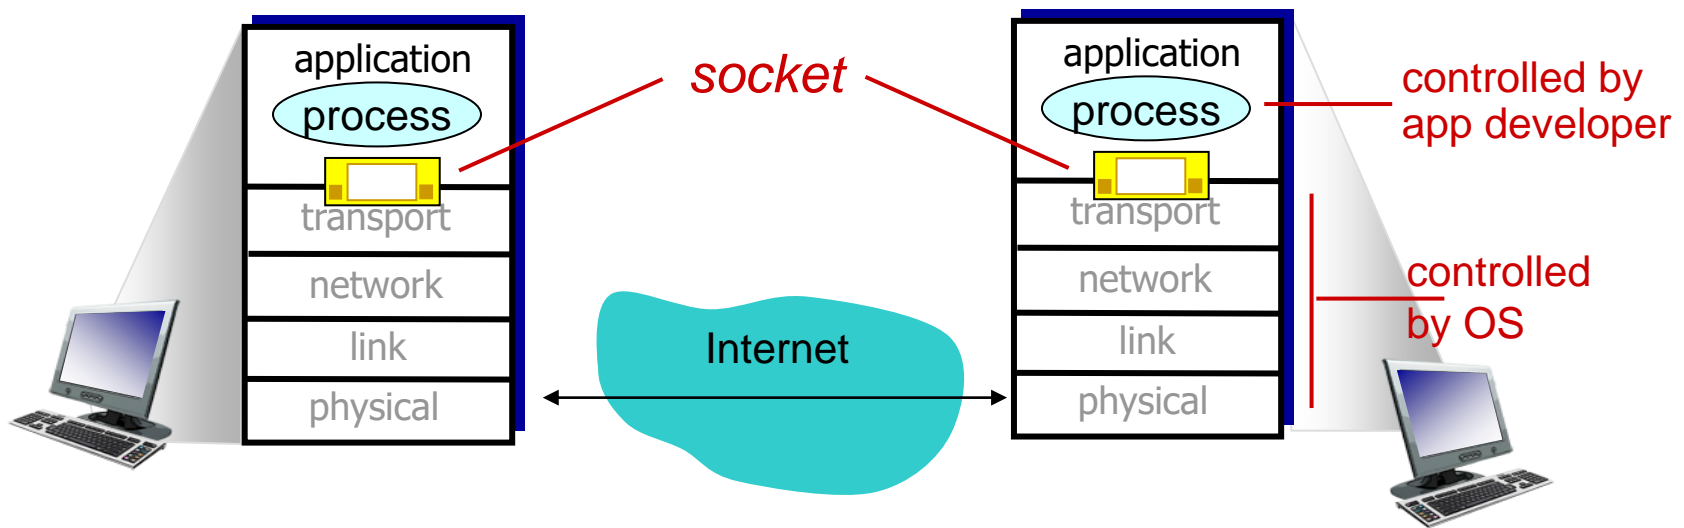 application
process
transport
network
link
physical
socket
Internet
application
process
transport
network
link
physical
controlled by
app developer
controlled
by OS